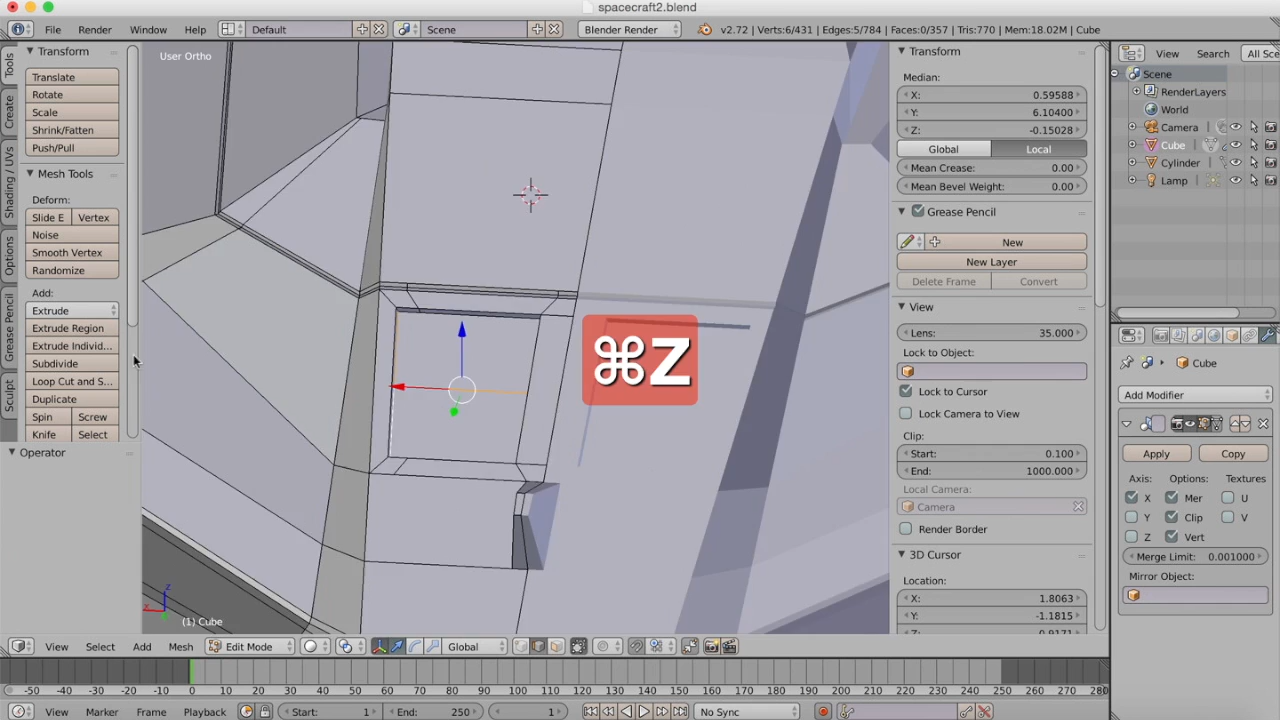 spacecraft2.blend
File Render Window Help Default Scene Blender Render v2.72 | Verts:6/431 | Edges:5/784 | Faces:0/357 | Tris:770 | Mem:18.02M | Cube
Tools
Create
Shading / UVs
Options
Grease Pencil
Sculpt
Transform
Translate
Rotate
Scale
Shrink/Fatten
Push/Pull
Mesh Tools
Deform:
Slide E Vertex
Noise
Smooth Vertex
Randomize
Add:
Extrude
Extrude Region
Extrude Individ...
Subdivide
Loop Cut and S...
Duplicate
Spin Screw
Knife Select
Operator
User Ortho
⌘Z
z
x
(1) Cube
Transform
Median:
X: 0.59588
Y: 6.10400
Z: -0.15028
Global Local
Mean Crease: 0.00
Mean Bevel Weight: 0.00
Grease Pencil
New
New Layer
Delete Frame Convert
View
Lens: 35.000
Lock to Object:
Lock to Cursor
Lock Camera to View
Clip:
Start: 0.100
End: 1000.000
Local Camera:
Camera
Render Border
3D Cursor
Location:
X: 1.8063
Y: -1.1815
Z: -0.9171
View Search All Sce
Scene
RenderLayers
World
Camera
Cube
Cylinder
Lamp
Cube
Add Modifier
Apply Copy
Axis: Options: Textures
X Mer U
Y Clip V
Z Vert
Merge Limit: 0.001000
Mirror Object:
View Select Add Mesh Edit Mode Global
-50 -40 -30 -20 -10 0 10 20 30 40 50 60 70 80 90 100 110 120 130 140 150 160 170 180 190 200 210 220 230 240 250 260 270 280
View Marker Frame Playback Start: 1 End: 250 1 No Sync